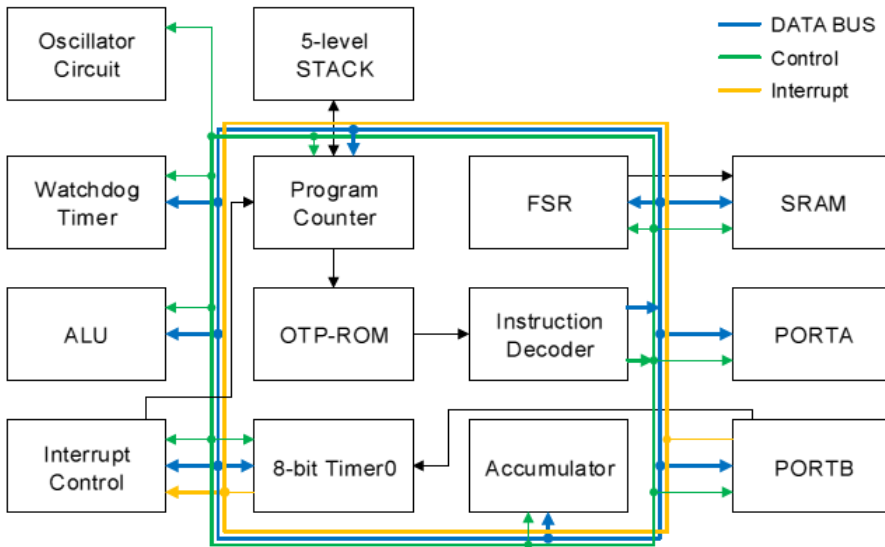 Oscillator
Circuit
5-level
STACK
DATA BUS
Control
Interrupt
Watchdog
Timer
Program
Counter
FSR
SRAM
ALU
OTP-ROM
Instruction
Decoder
PORTA
Interrupt
Control
8-bit Timer0
Accumulator
PORTB